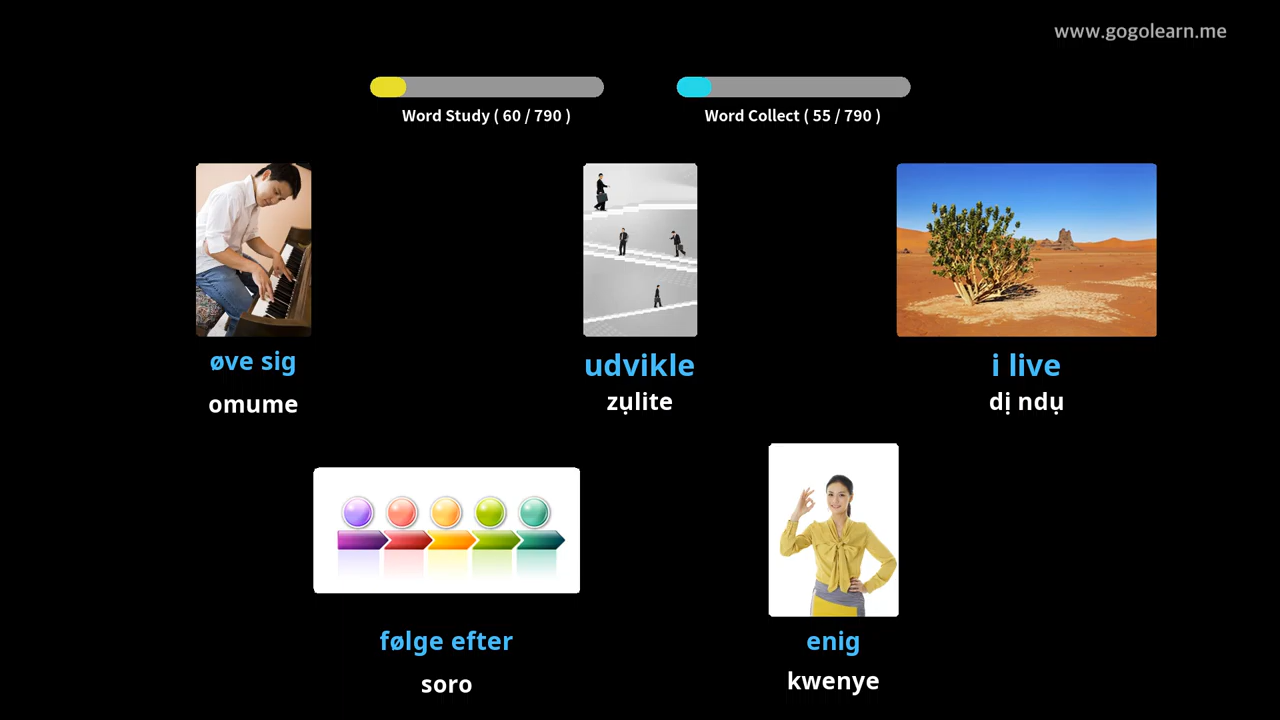 www.gogolearn.me
Word Study ( 60 / 790 )
Word Collect ( 55 / 790 )
øve sig
omume
udvikle
zụlite
i live
dị ndụ
følge efter
soro
enig
kwenye